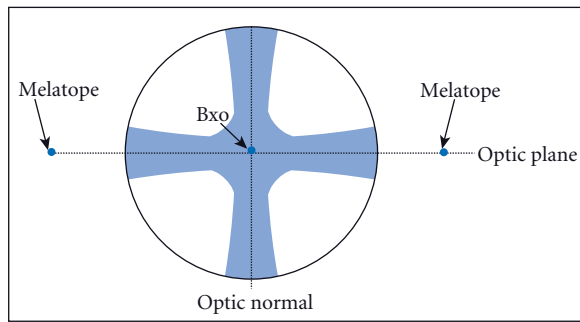 Melatope
Bxo
Melatope
Optic plane
Optic normal